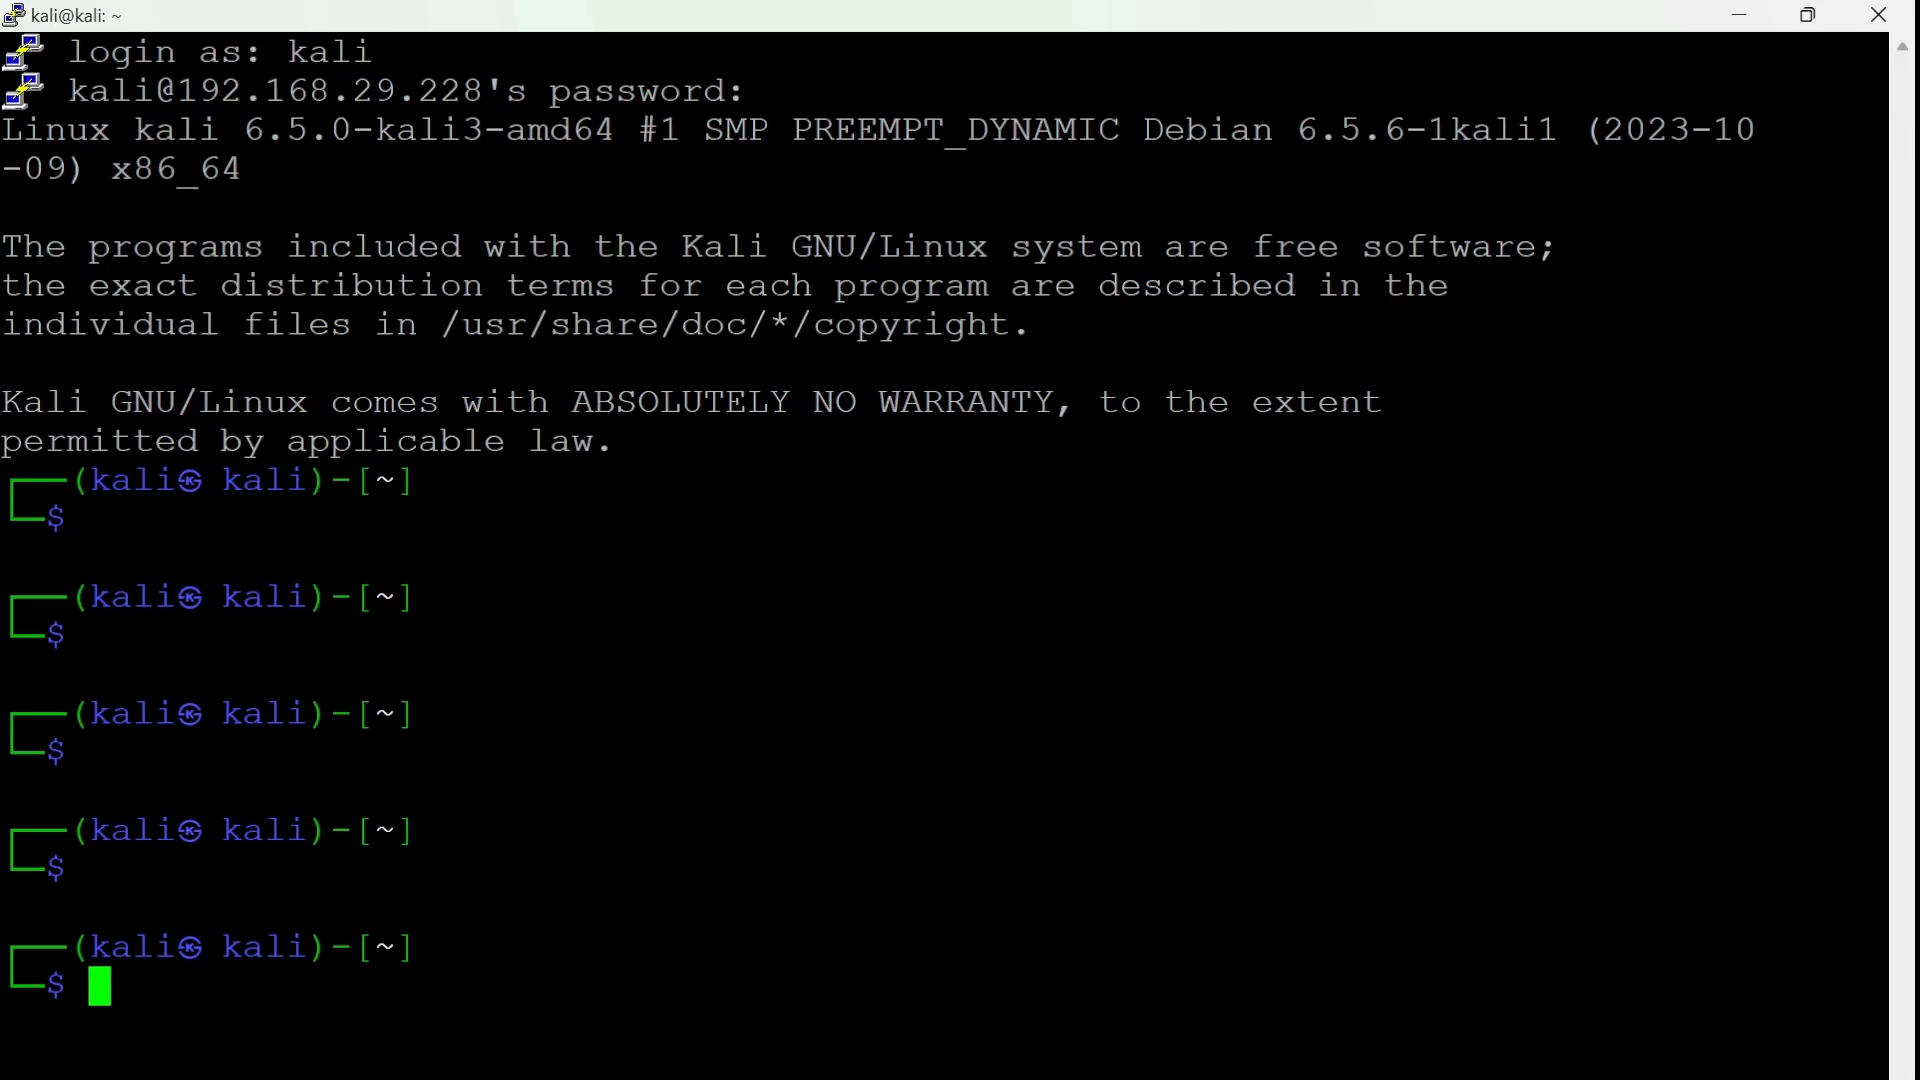 kali@kali: ~
login as: kali
kali@192.168.29.228's password:
Linux kali 6.5.0-kali3-amd64 #1 SMP PREEMPT_DYNAMIC Debian 6.5.6-1kali1 (2023-10
-09) x86_64
The programs included with the Kali GNU/Linux system are free software;
the exact distribution terms for each program are described in the
individual files in /usr/share/doc/*/copyright.
Kali GNU/Linux comes with ABSOLUTELY NO WARRANTY, to the extent
permitted by applicable law.
┌──(kali㉿ kali)-[~]
└─$
┌──(kali㉿ kali)-[~]
└─$
┌──(kali㉿ kali)-[~]
└─$
┌──(kali㉿ kali)-[~]
└─$
┌──(kali㉿ kali)-[~]
└─$